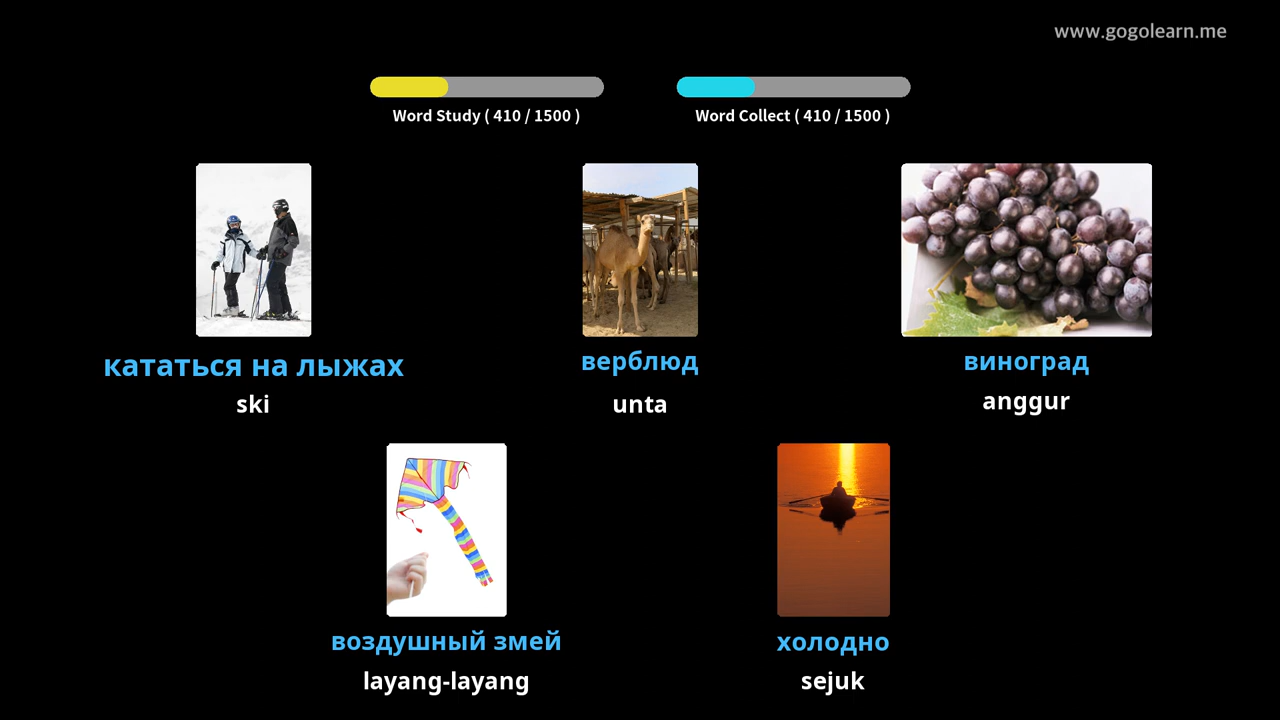 www.gogolearn.me
Word Study ( 410 / 1500 )
Word Collect ( 410 / 1500 )
кататься на лыжах
ski
верблюд
unta
виноград
anggur
воздушный змей
layang-layang
холодно
sejuk